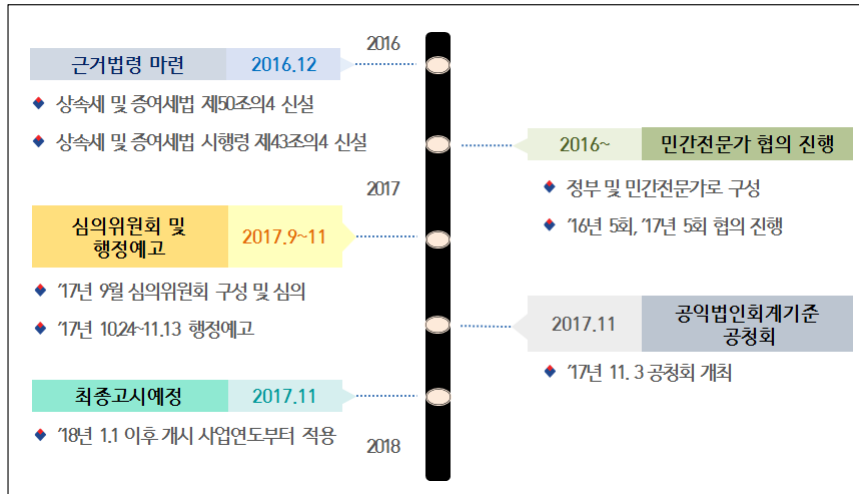 2016
근거법령 마련 2016.12
상속세 및 증여세법 제50조의4 신설
상속세 및 증여세법 시행령 제43조의4 신설
2016~ 민간전문가 협의 진행
정부 및 민간전문가로 구성
'16년 5회, '17년 5회 협의 진행
2017
심의위원회 및
행정예고
2017.9~11
'17년 9월 심의위원회 구성 및 심의
'17년 10.24~11.13 행정예고
2017.11
공익법인회계기준
공청회
'17년 11. 3 공청회 개최
최종고시예정 2017.11
'18년 1.1 이후 개시 사업연도부터 적용
2018